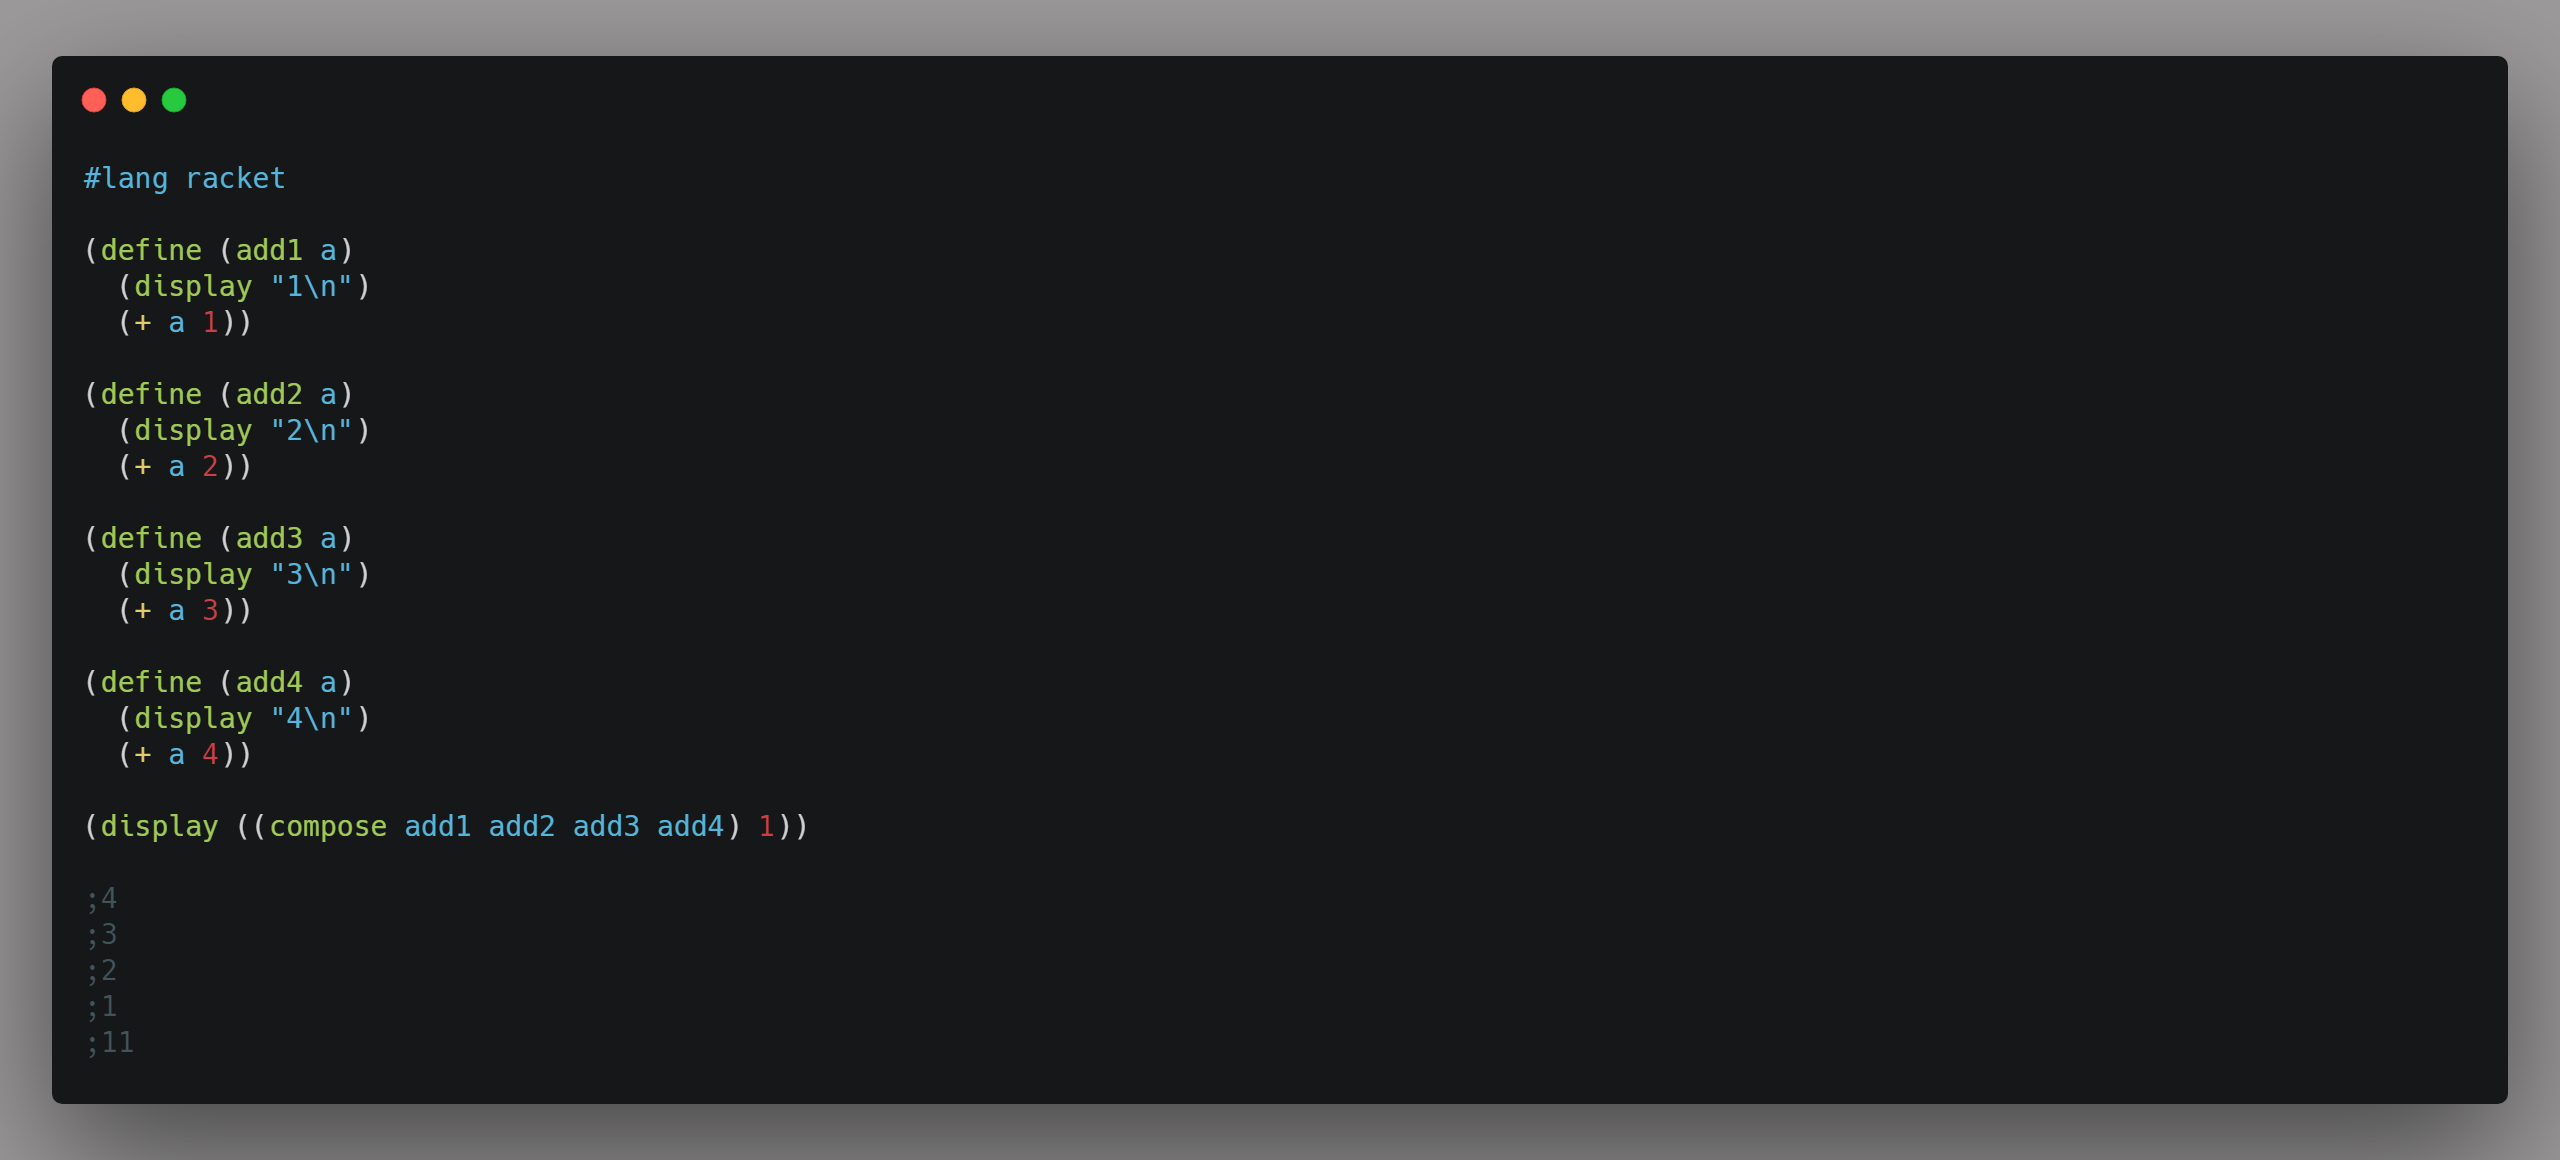 #lang racket

(define (add1 a)
  (display "1\n")
  (+ a 1))

(define (add2 a)
  (display "2\n")
  (+ a 2))

(define (add3 a)
  (display "3\n")
  (+ a 3))

(define (add4 a)
  (display "4\n")
  (+ a 4))

(display ((compose add1 add2 add3 add4) 1))

;4
;3
;2
;1
;11